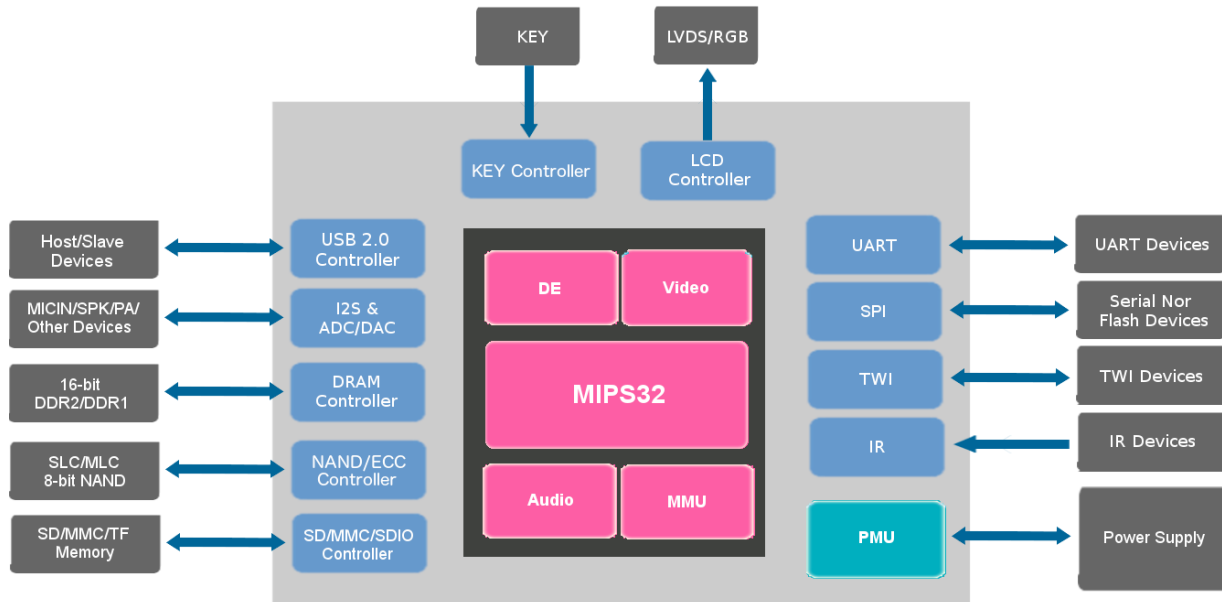 KEY
LVDS/RGB
KEY Controller
LCD
Controller
Host/Slave
Devices
USB 2.0
Controller
MICIN/SPK/PA/
Other Devices
I2S &
ADC/DAC
16-bit
DDR2/DDR1
DRAM
Controller
SLC/MLC
8-bit NAND
NAND/ECC
Controller
SD/MMC/TF
Memory
SD/MMC/SDIO
Controller
DE
Video
MIPS32
Audio
MMU
UART
UART Devices
SPI
Serial Nor
Flash Devices
TWI
TWI Devices
IR
IR Devices
PMU
Power Supply